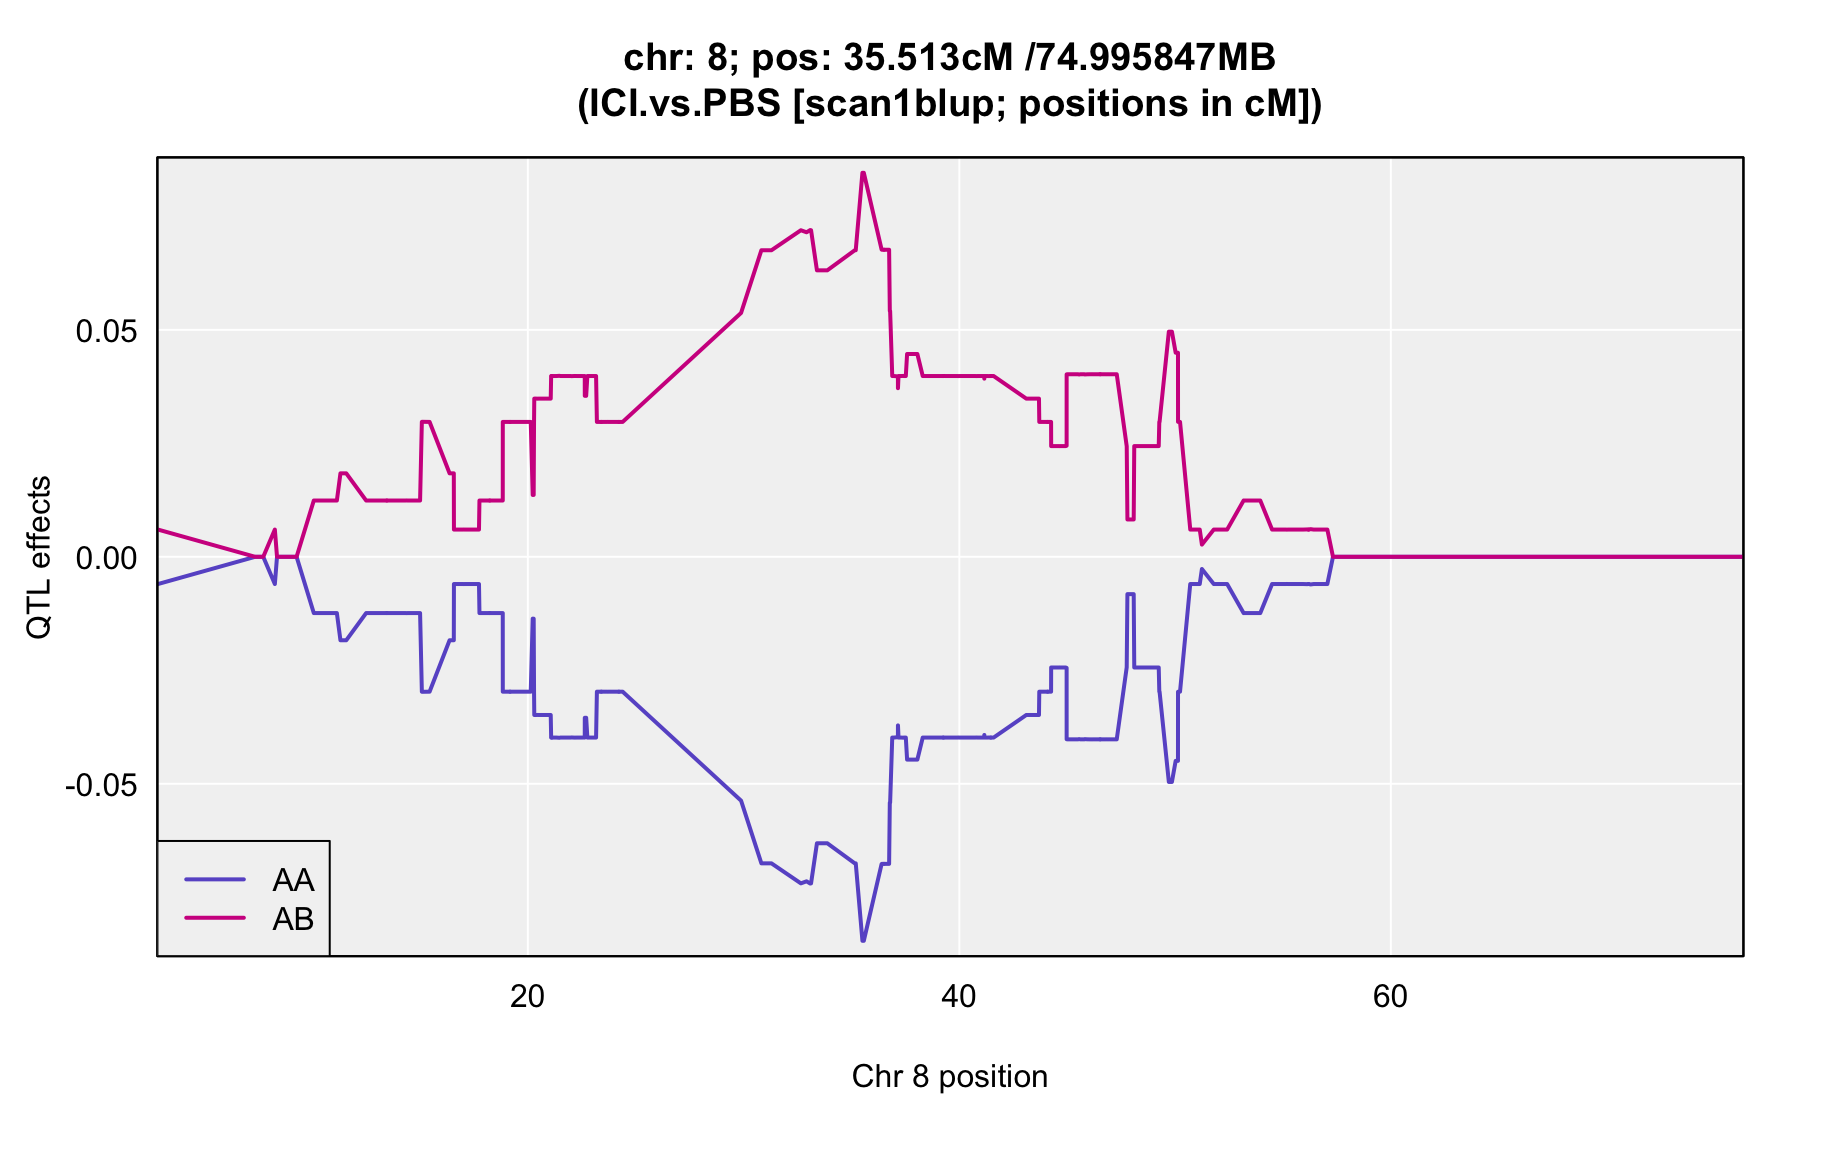 chr: 8; pos: 35.513cM /74.995847MB
(ICI.vs.PBS [scan1blup; positions in cM])
QTL effects
0.05
0.00
-0.05
AA
AB
20
40
60
Chr 8 position